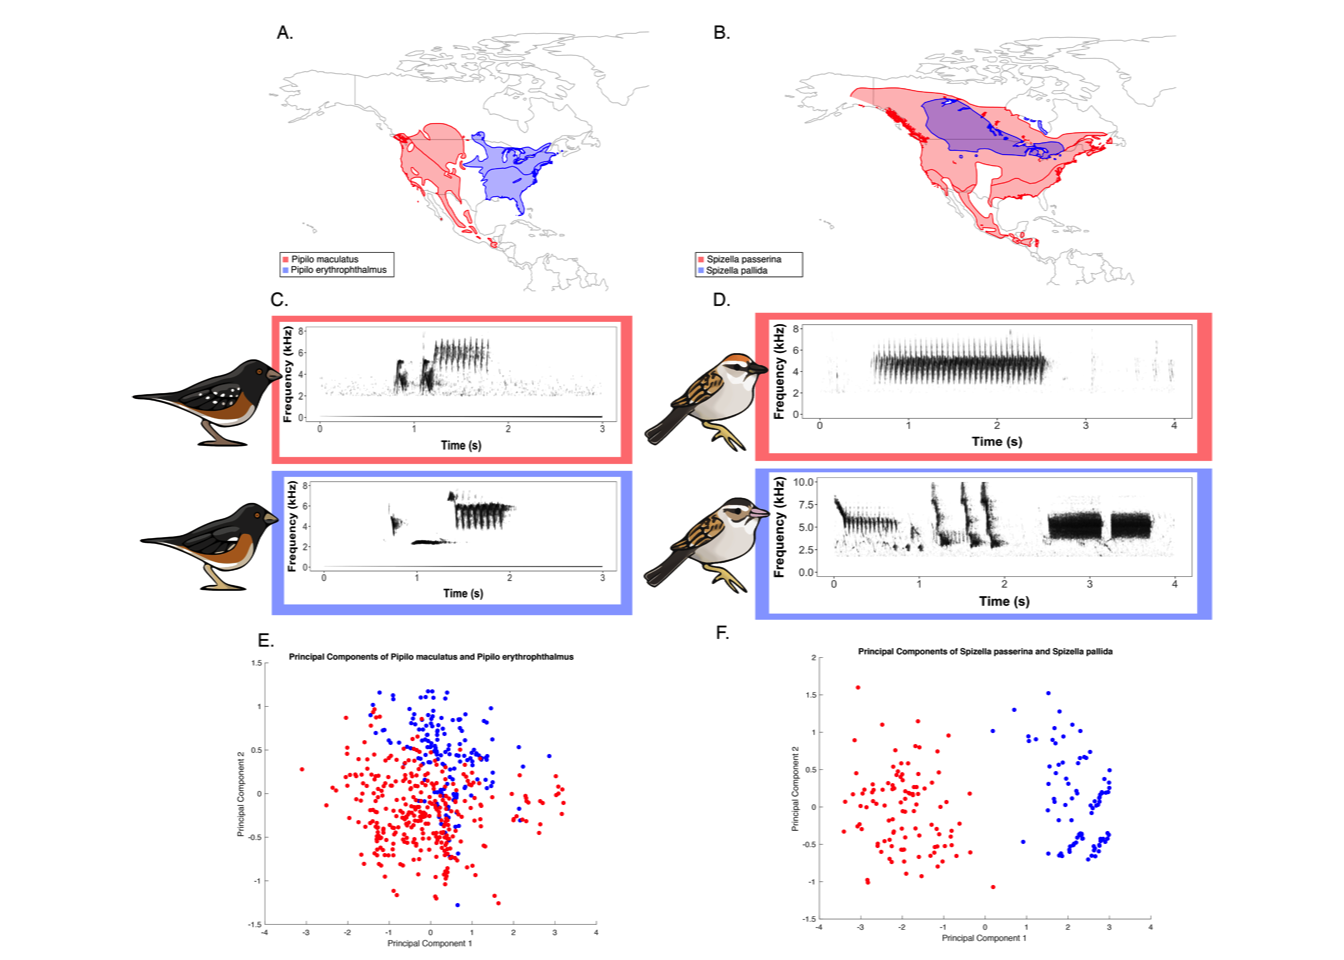 A.
B.
Pipilo maculatus
Pipilo erythrophthalmus
Spizella passerina
Spizella pallida
C.
D.
Frequency (kHz)
8
6
4
2
0
0 1 2 3
Time (s)
Frequency (kHz)
8
6
4
2
0
0 1 2 3 4
Time (s)
Frequency (kHz)
8
6
4
2
0
0 1 2 3
Time (s)
Frequency (kHz)
10.0
7.5
5.0
2.5
0.0
0 1 2 3 4
Time (s)
E.
Principal Components of Pipilo maculatus and Pipilo erythrophthalmus
Principal Component 2
1.5
1
0.5
0
-0.5
-1
-1.5
-4 -3 -2 -1 0 1 2 3 4
Principal Component 1
F.
Principal Components of Spizella passerina and Spizella pallida
Principal Component 2
2
1.5
1
0.5
0
-0.5
-1
-1.5
-4 -3 -2 -1 0 1 2 3 4
Principal Component 1